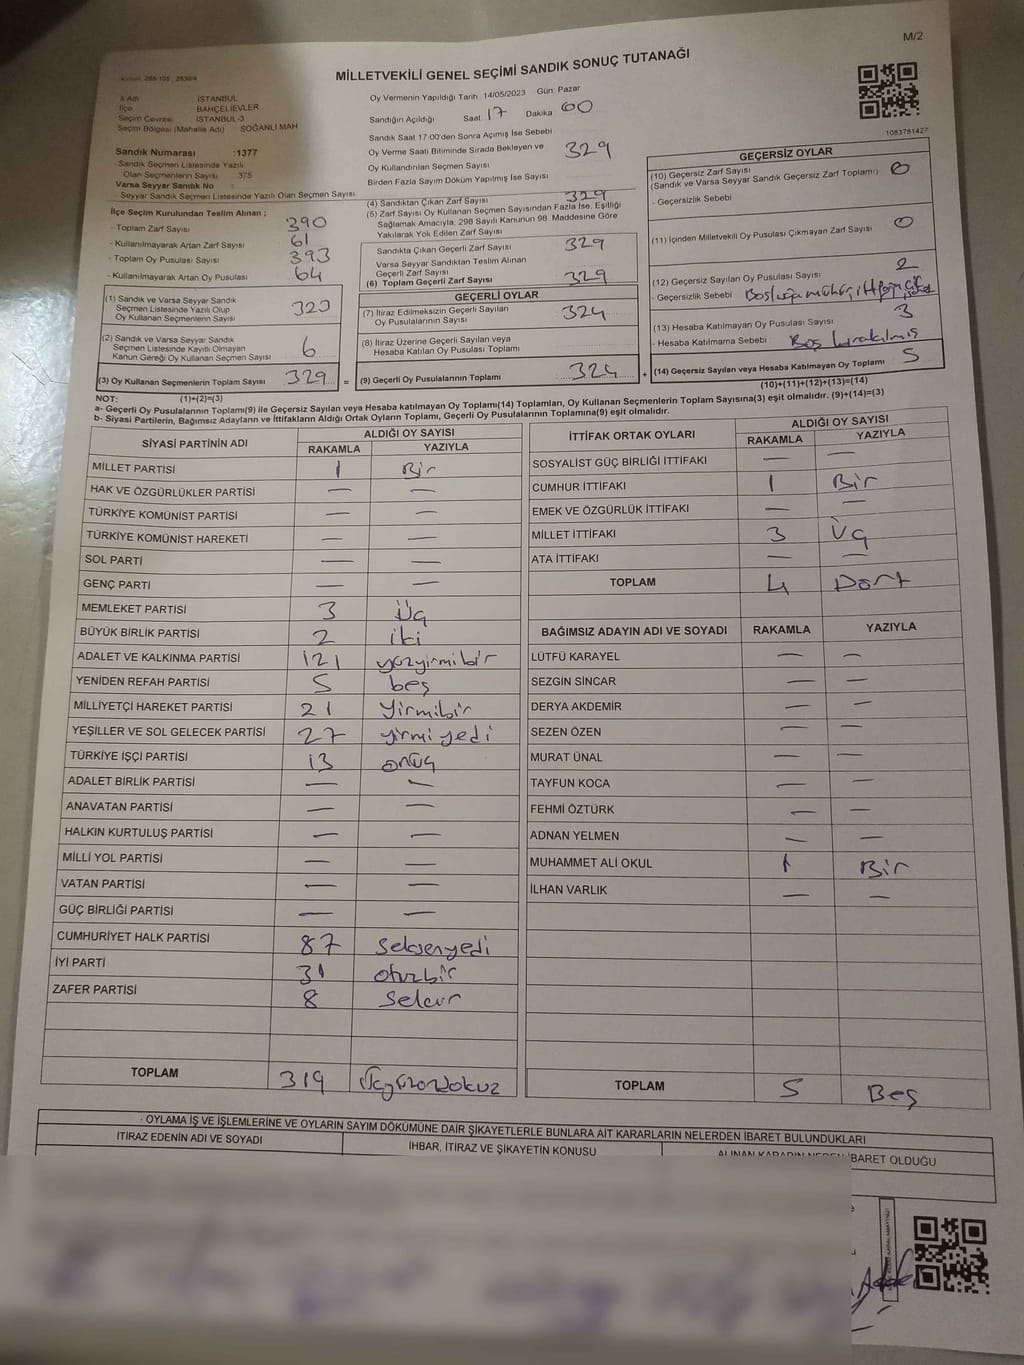 M/2
MİLLETVEKİLİ GENEL SEÇİMİ SANDIK SONUÇ TUTANAĞI
İl Adı İSTANBUL
İlçe BAHÇELİEVLER
Seçim Çevresi İSTANBUL-3
Seçim Bölgesi (Mahalle Adı) SOĞANLI MAH
Sandık Numarası :1377
- Sandık Seçmen Listesinde Yazılı
Olan Seçmenlerin Sayısı 375
Varsa Seyyar Sandık No :
- Seyyar Sandık Seçmen Listesinde Yazılı Olan Seçmen Sayısı
Oy Vermenin Yapıldığı Tarih 14/05/2023 Gün Pazar
Sandığın Açıldığı Saat 17 Dakika 00
Sandık Saat 17:00'den Sonra Açılmış İse Sebebi
Oy Verme Saati Bitiminde Sırada Bekleyen ve
Oy Kullandırılan Seçmen Sayısı 329
Birden Fazla Sayım Döküm Yapılmış İse Sayısı
1083781427
İlçe Seçim Kurulundan Teslim Alınan ;
- Toplam Zarf Sayısı 390
- Kullanılmayarak Artan Zarf Sayısı 61
- Toplam Oy Pusulası Sayısı 393
- Kullanılmayarak Artan Oy Pusulası 64
(1) Sandık ve Varsa Seyyar Sandık
Seçmen Listesinde Yazılı Olup
Oy Kullanan Seçmenlerin Sayısı 323
(2) Sandık ve Varsa Seyyar Sandık
Seçmen Listesinde Kayıtlı Olmayan
Kanun Gereği Oy Kullanan Seçmen Sayısı 6
(3) Oy Kullanan Seçmenlerin Toplam Sayısı 329 =
(1)+(2)=(3)
(4) Sandıktan Çıkan Zarf Sayısı 329
(5) Zarf Sayısı Oy Kullanan Seçmen Sayısından Fazla İse, Eşitliği
Sağlamak Amacıyla, 298 Sayılı Kanunun 98. Maddesine Göre
Yakılarak Yok Edilen Zarf Sayısı
Sandıkta Çıkan Geçerli Zarf Sayısı 329
Varsa Seyyar Sandıktan Teslim Alınan
Geçerli Zarf Sayısı
(6) Toplam Geçerli Zarf Sayısı 329
GEÇERLİ OYLAR
(7) İtiraz Edilmeksizin Geçerli Sayılan
Oy Pusulalarının Sayısı 324
(8) İtiraz Üzerine Geçerli Sayılan veya
Hesaba Katılan Oy Pusulası Toplamı
(9) Geçerli Oy Pusulalarının Toplamı 324 +
GEÇERSİZ OYLAR
(10) Geçersiz Zarf Sayısı 0
(Sandık ve Varsa Seyyar Sandık Geçersiz Zarf Toplamı)
- Geçersizlik Sebebi
(11) İçinden Milletvekili Oy Pusulası Çıkmayan Zarf Sayısı 0
(12) Geçersiz Sayılan Oy Pusulası Sayısı 2
- Geçersizlik Sebebi Boşluğa mühür
(13) Hesaba Katılmayan Oy Pusulası Sayısı 3
- Hesaba Katılmama Sebebi Boş bırakılmış
(14) Geçersiz Sayılan veya Hesaba Katılmayan Oy Toplamı 5
(10)+(11)+(12)+(13)=(14)
NOT:
a- Geçerli Oy Pusulalarının Toplamı(9) ile Geçersiz Sayılan veya Hesaba katılmayan Oy Toplamı(14) Toplamları, Oy Kullanan Seçmenlerin Toplam Sayısına(3) eşit olmalıdır. (9)+(14)=(3)
b- Siyasi Partilerin, Bağımsız Adayların ve İttifakların Aldığı Ortak Oyların Toplamı, Geçerli Oy Pusulalarının Toplamına(9) eşit olmalıdır.
SİYASİ PARTİNİN ADI ALDIĞI OY SAYISI
RAKAMLA YAZIYLA
MİLLET PARTİSİ 1 Bir
HAK VE ÖZGÜRLÜKLER PARTİSİ — —
TÜRKİYE KOMÜNİST PARTİSİ — —
TÜRKİYE KOMÜNİST HAREKETİ — —
SOL PARTİ — —
GENÇ PARTİ — —
MEMLEKET PARTİSİ 3 Üç
BÜYÜK BİRLİK PARTİSİ 2 iki
ADALET VE KALKINMA PARTİSİ 121 yüzyirmibir
YENİDEN REFAH PARTİSİ 5 beş
MİLLİYETÇİ HAREKET PARTİSİ 21 Yirmibir
YEŞİLLER VE SOL GELECEK PARTİSİ 27 yirmiyedi
TÜRKİYE İŞÇİ PARTİSİ 13 onüç
ADALET BİRLİK PARTİSİ — —
ANAVATAN PARTİSİ — —
HALKIN KURTULUŞ PARTİSİ — —
MİLLİ YOL PARTİSİ — —
VATAN PARTİSİ — —
GÜÇ BİRLİĞİ PARTİSİ — —
CUMHURİYET HALK PARTİSİ 87 Seksenyedi
İYİ PARTİ 31 otuzbir
ZAFER PARTİSİ 8 Sekiz
TOPLAM 319 Üçyüzondokuz
İTTİFAK ORTAK OYLARI ALDIĞI OY SAYISI
RAKAMLA YAZIYLA
SOSYALİST GÜÇ BİRLİĞİ İTTİFAKI — —
CUMHUR İTTİFAKI 1 Bir
EMEK VE ÖZGÜRLÜK İTTİFAKI — —
MİLLET İTTİFAKI 3 Üç
ATA İTTİFAKI — —
TOPLAM 4 Dört
BAĞIMSIZ ADAYIN ADI VE SOYADI RAKAMLA YAZIYLA
LÜTFÜ KARAYEL — —
SEZGİN SİNCAR — —
DERYA AKDEMİR — —
SEZEN ÖZEN — —
MURAT ÜNAL — —
TAYFUN KOCA — —
FEHMİ ÖZTÜRK — —
ADNAN YELMEN — —
MUHAMMET ALİ OKUL 1 Bir
İLHAN VARLIK — —
TOPLAM 5 Beş
OYLAMA İŞ VE İŞLEMLERİNE VE OYLARIN SAYIM DÖKÜMÜNE DAİR ŞİKAYETLERLE BUNLARA AİT KARARLARIN NELERDEN İBARET BULUNDUKLARI
İTİRAZ EDENİN ADI VE SOYADI İHBAR, İTİRAZ VE ŞİKAYETİN KONUSU ALINAN KARARIN NEDEN İBARET OLDUĞU